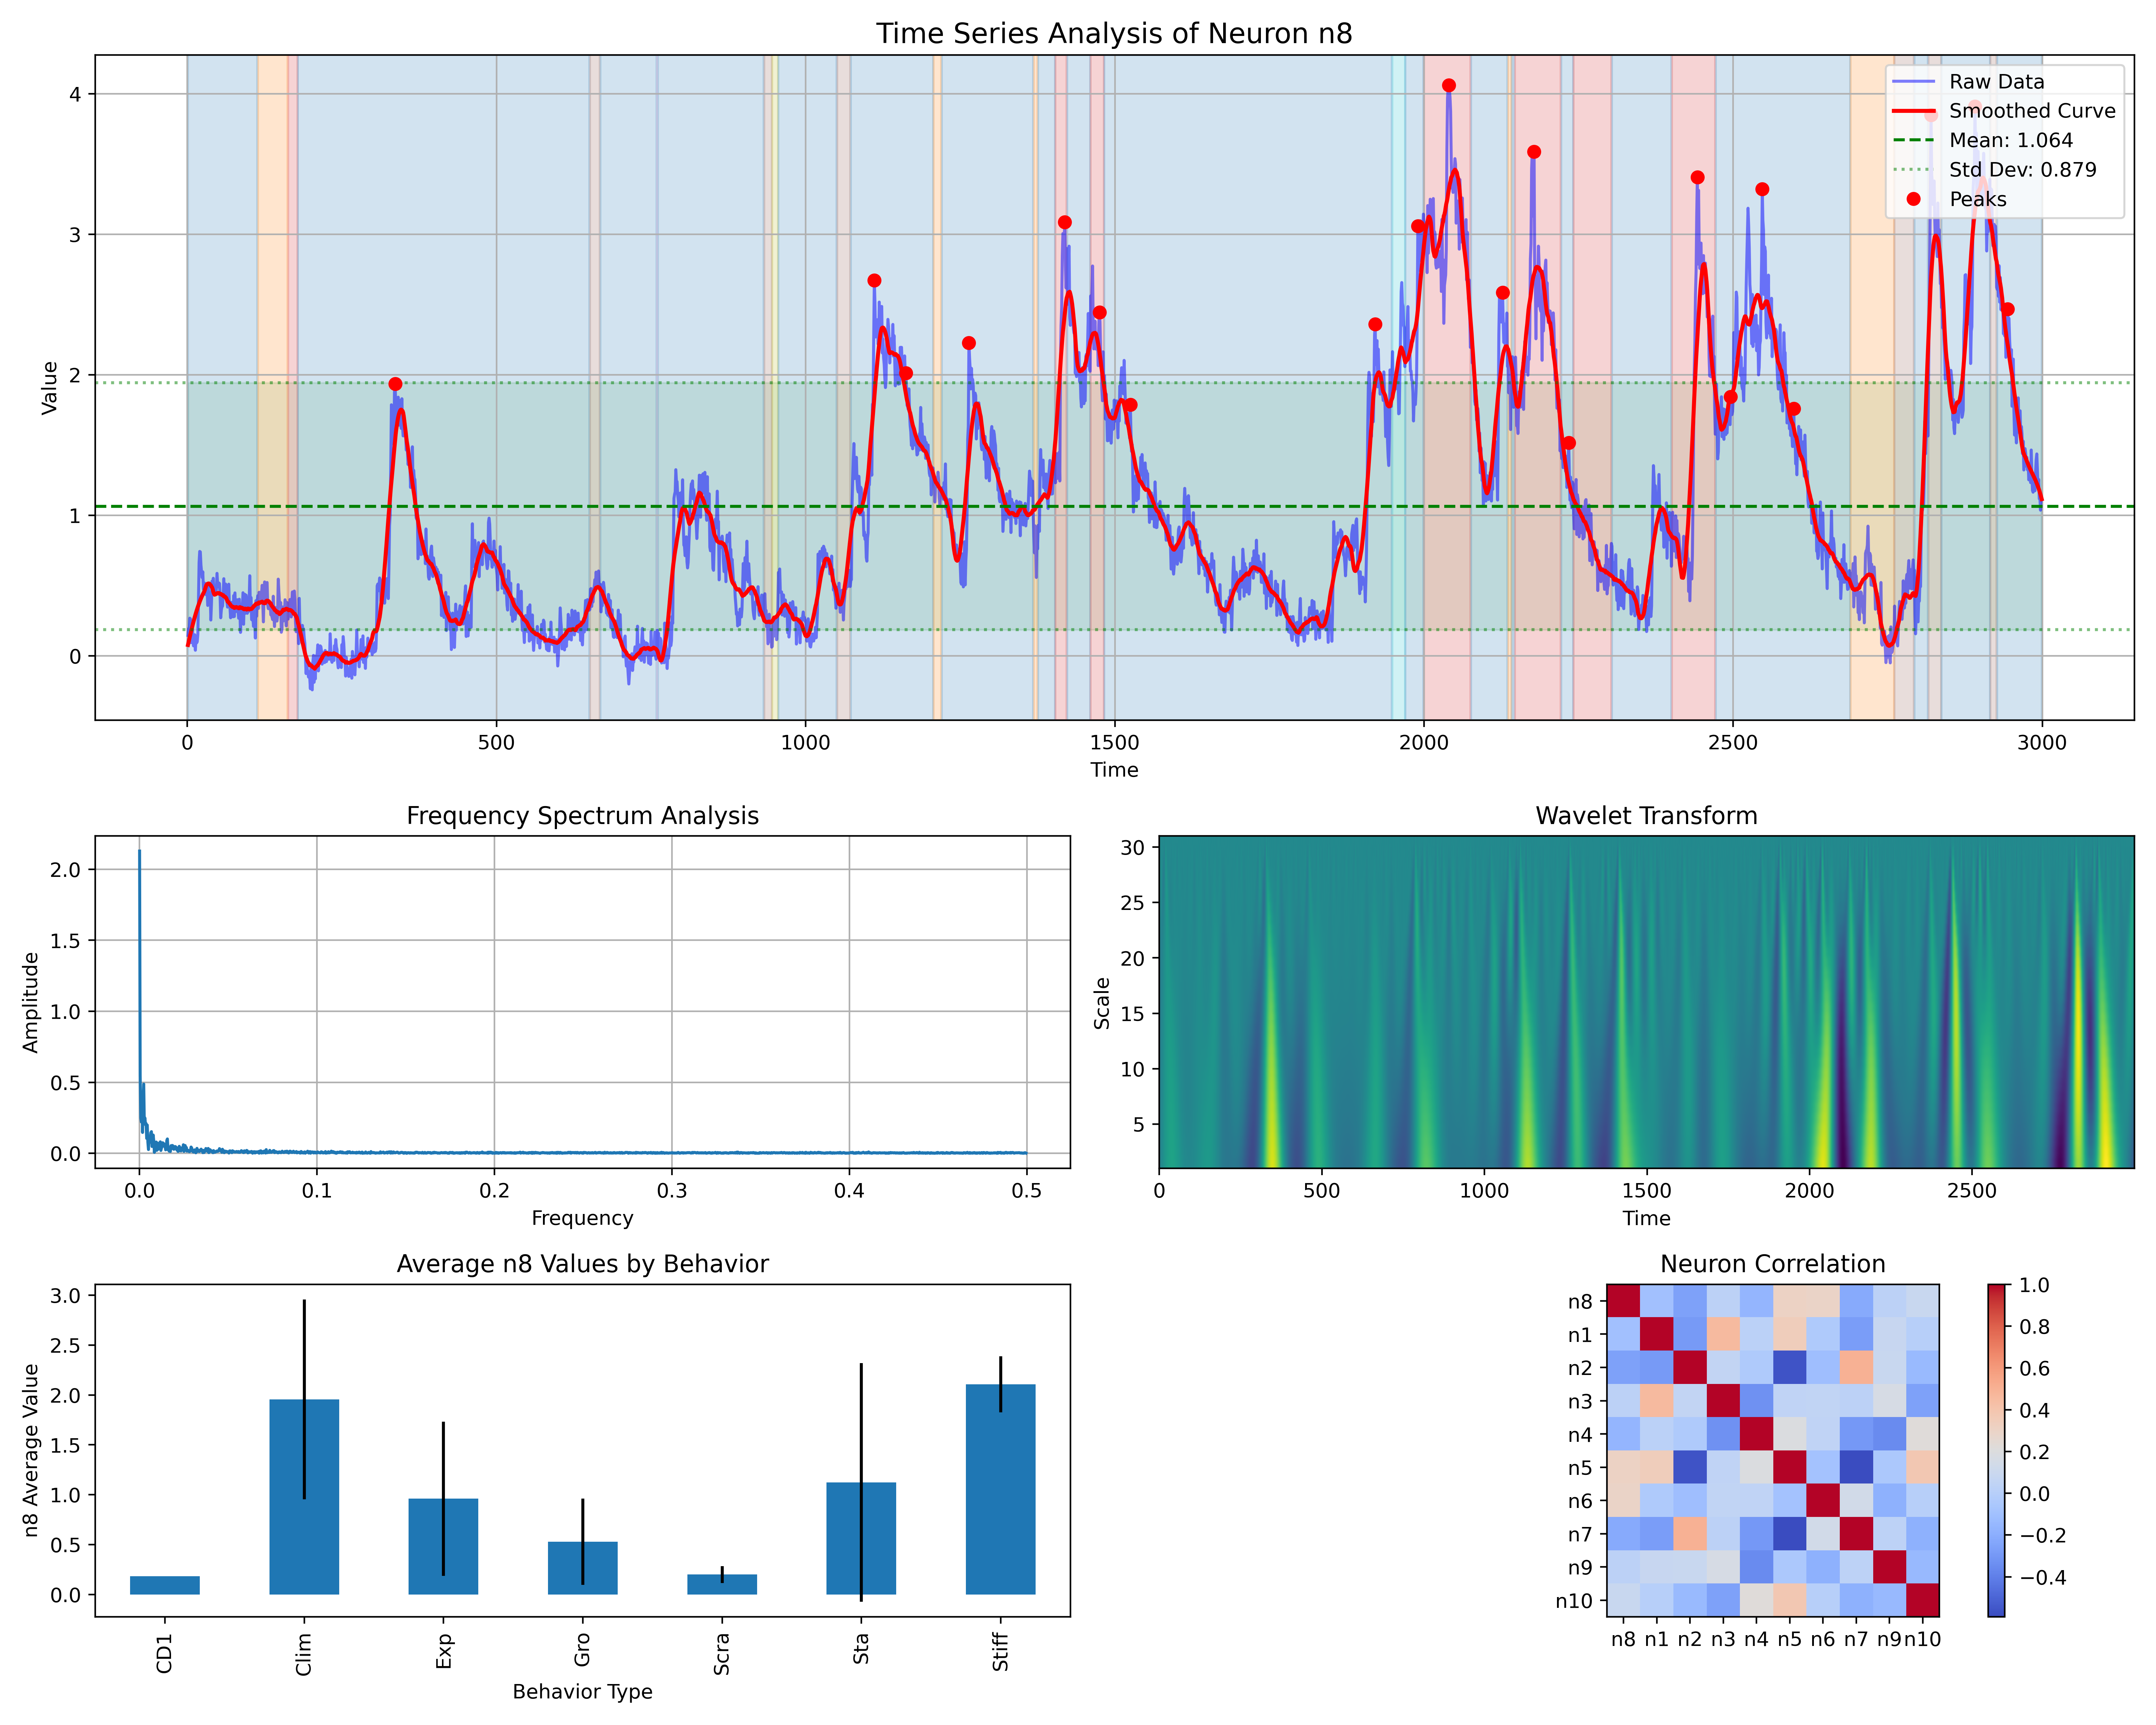 Time Series Analysis of Neuron n8
Value
4
3
2
1
0
Raw Data
Smoothed Curve
Mean: 1.064
Std Dev: 0.879
Peaks
0 500 1000 1500 2000 2500 3000
Time
Frequency Spectrum Analysis
Amplitude
2.0
1.5
1.0
0.5
0.0
0.0 0.1 0.2 0.3 0.4 0.5
Frequency
Wavelet Transform
Scale
30
25
20
15
10
5
0 500 1000 1500 2000 2500
Time
Average n8 Values by Behavior
n8 Average Value
3.0
2.5
2.0
1.5
1.0
0.5
0.0
CD1 Clim Exp Gro Scra Sta Stiff
Behavior Type
Neuron Correlation
n8
n1
n2
n3
n4
n5
n6
n7
n9
n10
n8 n1 n2 n3 n4 n5 n6 n7 n9 n10
1.0
0.8
0.6
0.4
0.2
0.0
−0.2
−0.4